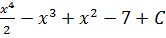 x⁴/2 − x³ + x² − 7 + C